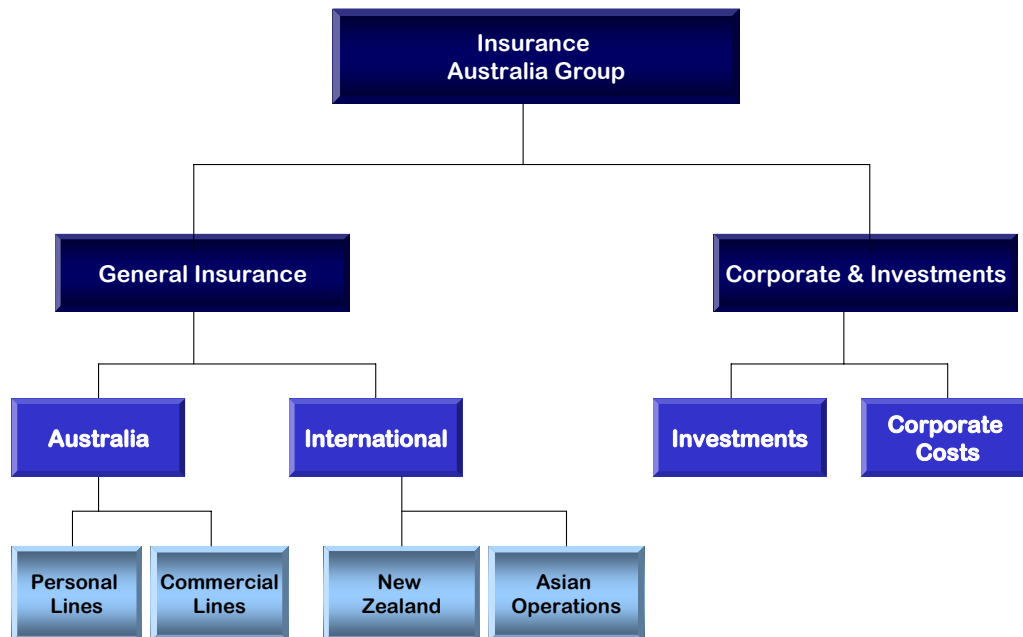 Insurance
Australia Group
General Insurance
Corporate & Investments
Australia
International
Investments
Corporate
Costs
Personal
Lines
Commercial
Lines
New
Zealand
Asian
Operations